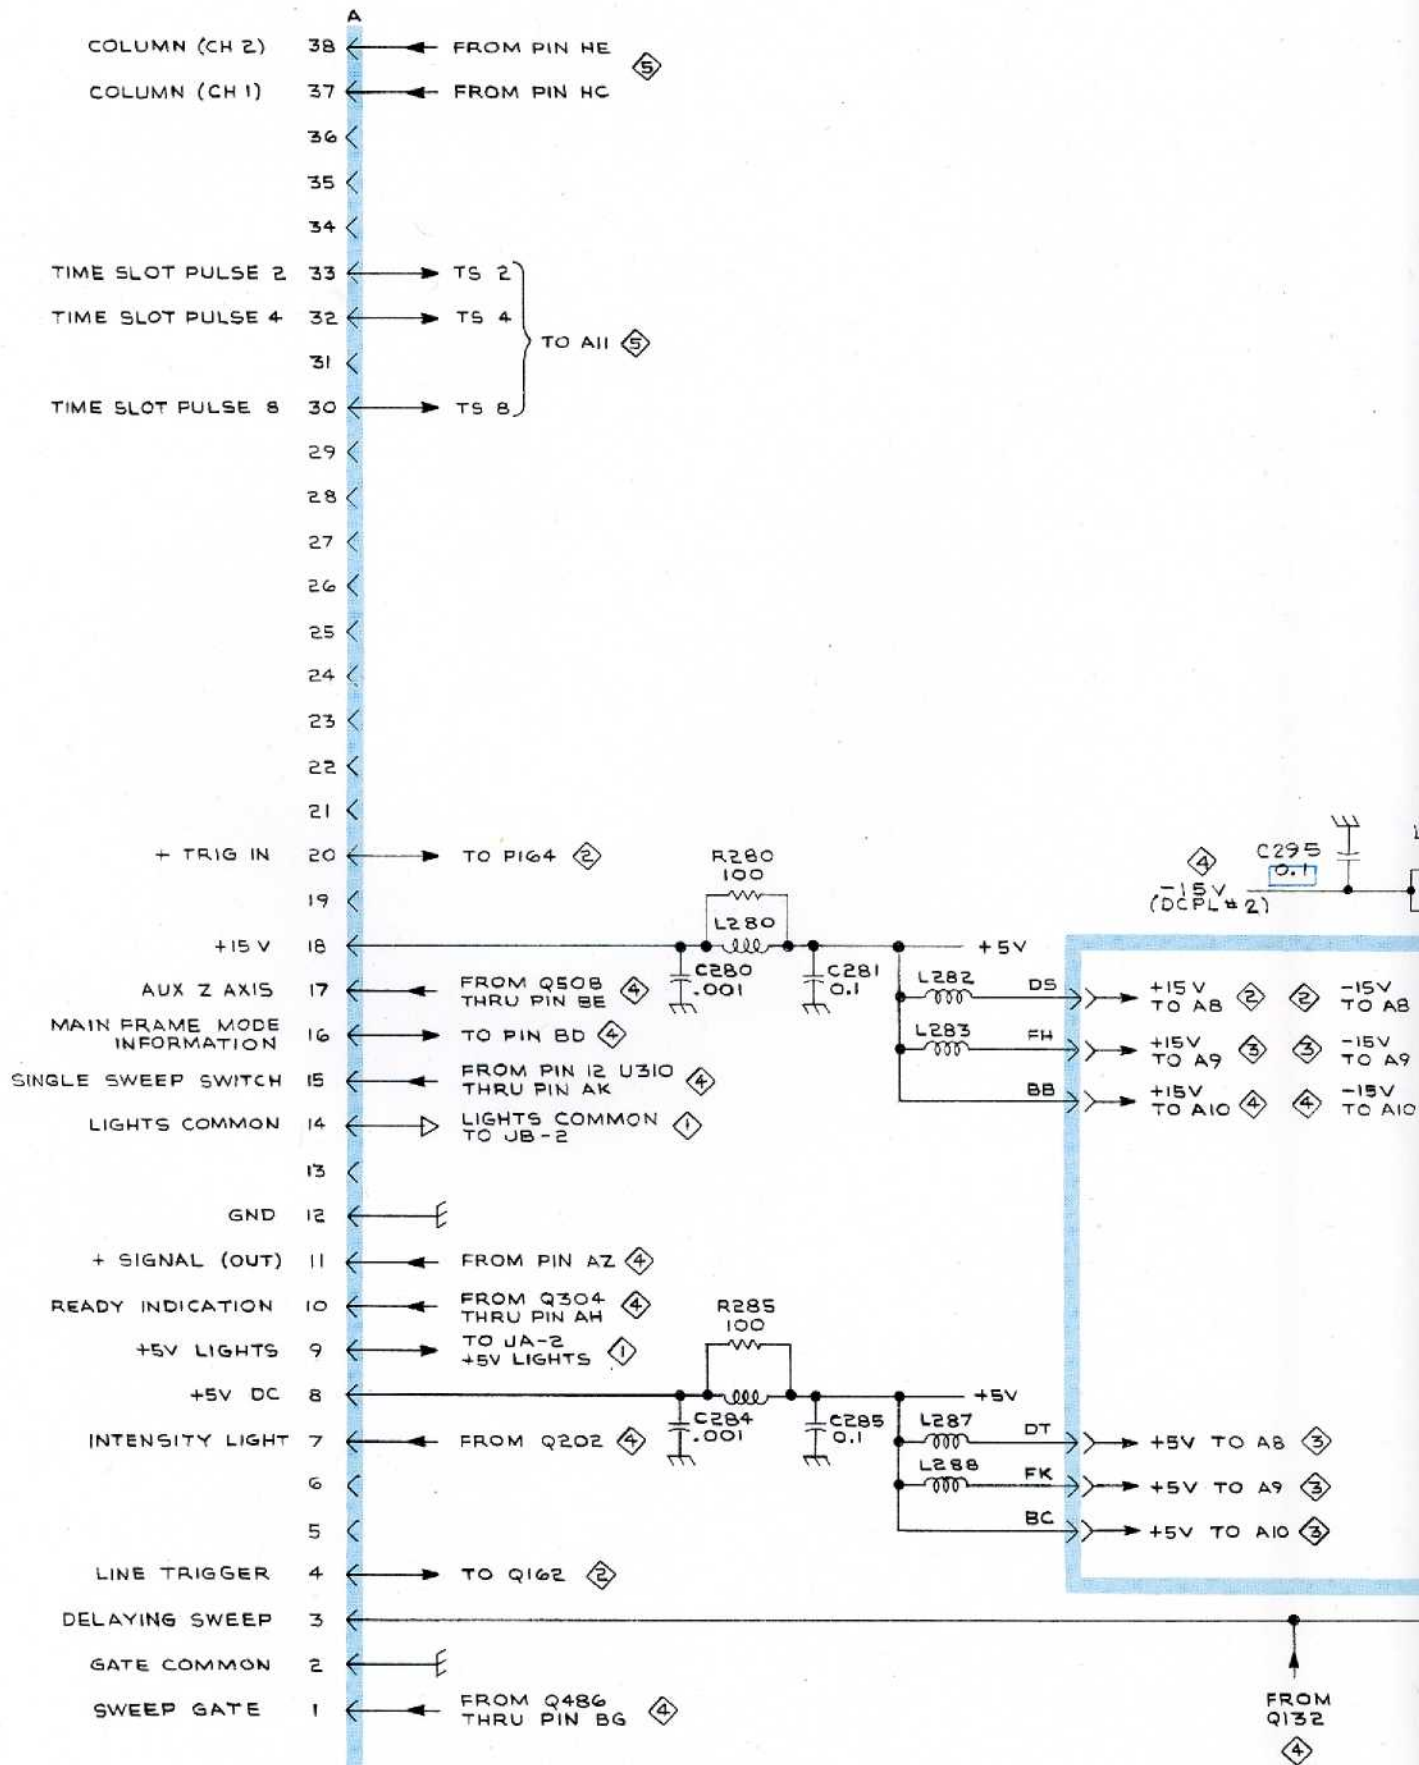 A
COLUMN (CH 2) 38 FROM PIN HE
5
COLUMN (CH 1) 37 FROM PIN HC
36
35
34
TIME SLOT PULSE 2 33 TS 2
TIME SLOT PULSE 4 32 TS 4
TO A11 5
31
TIME SLOT PULSE 8 30 TS 8
29
28
27
26
25
24
23
22
21
+ TRIG IN 20 TO P164 2
R280
100
4
-15V
(DCPL #2)
C295
0.1
19
L280
+15 V 18 +5V
C280
.001
C281
0.1
L282 DS
+15V
TO A8 2
2 -15V
TO A8
AUX Z AXIS 17 FROM Q508
THRU PIN BE 4
MAIN FRAME MODE
INFORMATION 16 TO PIN BD 4
L283 FH
+15V
TO A9 3
3 -15V
TO A9
SINGLE SWEEP SWITCH 15 FROM PIN 12 U310
THRU PIN AK 4
BB
+15V
TO A10 4
4 -15V
TO A10
LIGHTS COMMON 14 LIGHTS COMMON
TO JB-2 1
13
GND 12
+ SIGNAL (OUT) 11 FROM PIN AZ 4
READY INDICATION 10 FROM Q304
THRU PIN AH 4
R285
100
+5V LIGHTS 9 TO JA-2
+5V LIGHTS 1
+5V DC 8 +5V
C284
.001
C285
0.1
INTENSITY LIGHT 7 FROM Q202 4
L287 DT +5V TO A8 3
6
L288 FK +5V TO A9 3
5
BC +5V TO A10 3
LINE TRIGGER 4 TO Q162 2
DELAYING SWEEP 3
GATE COMMON 2
SWEEP GATE 1 FROM Q486
THRU PIN BG 4
FROM
Q132
4